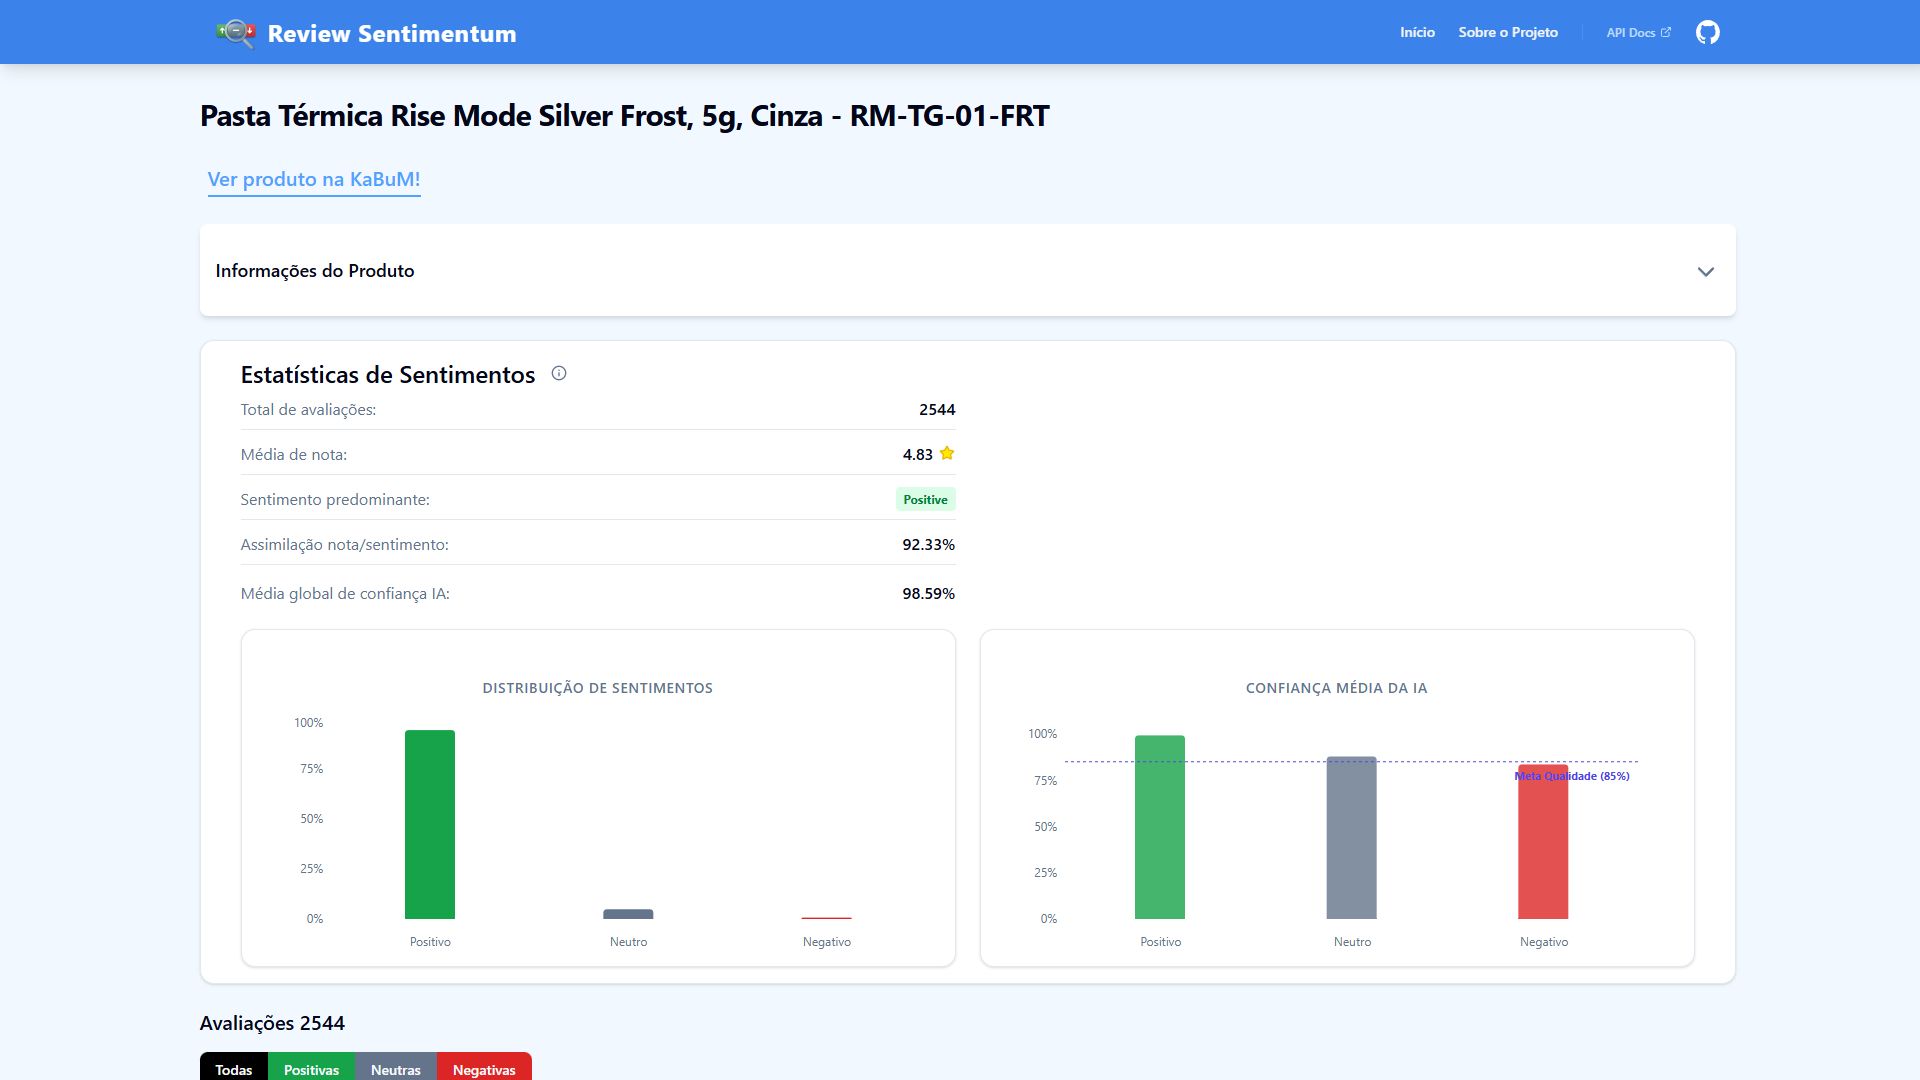 Review Sentimentum
Início
Sobre o Projeto
API Docs
Pasta Térmica Rise Mode Silver Frost, 5g, Cinza - RM-TG-01-FRT
Ver produto na KaBuM!
Informações do Produto
Estatísticas de Sentimentos
Total de avaliações: 2544
Média de nota: 4.83
Sentimento predominante: Positive
Assimilação nota/sentimento: 92.33%
Média global de confiança IA: 98.59%
DISTRIBUIÇÃO DE SENTIMENTOS
100%
75%
50%
25%
0%
Positivo
Neutro
Negativo
CONFIANÇA MÉDIA DA IA
100%
75%
50%
25%
0%
Meta Qualidade (85%)
Positivo
Neutro
Negativo
Avaliações 2544
Todas
Positivas
Neutras
Negativas